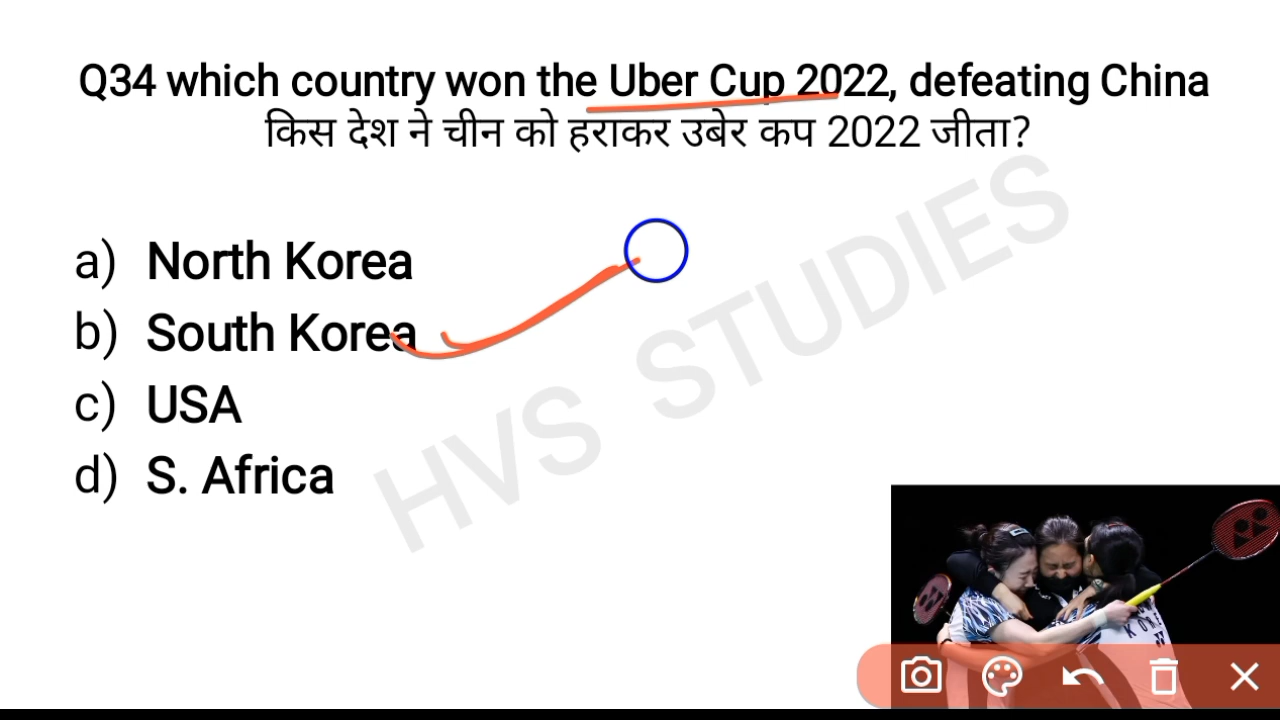 Q34 which country won the Uber Cup 2022, defeating China
किस देश ने चीन को हराकर उबेर कप 2022 जीता?
a) North Korea
b) South Korea
c) USA
d) S. Africa
HVS STUDIES